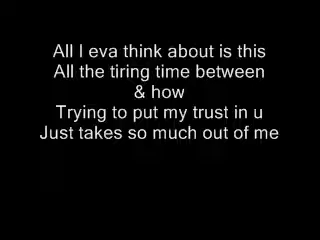 All I eva think about is this
All the tiring time between
& how
Trying to put my trust in u
Just takes so much out of me